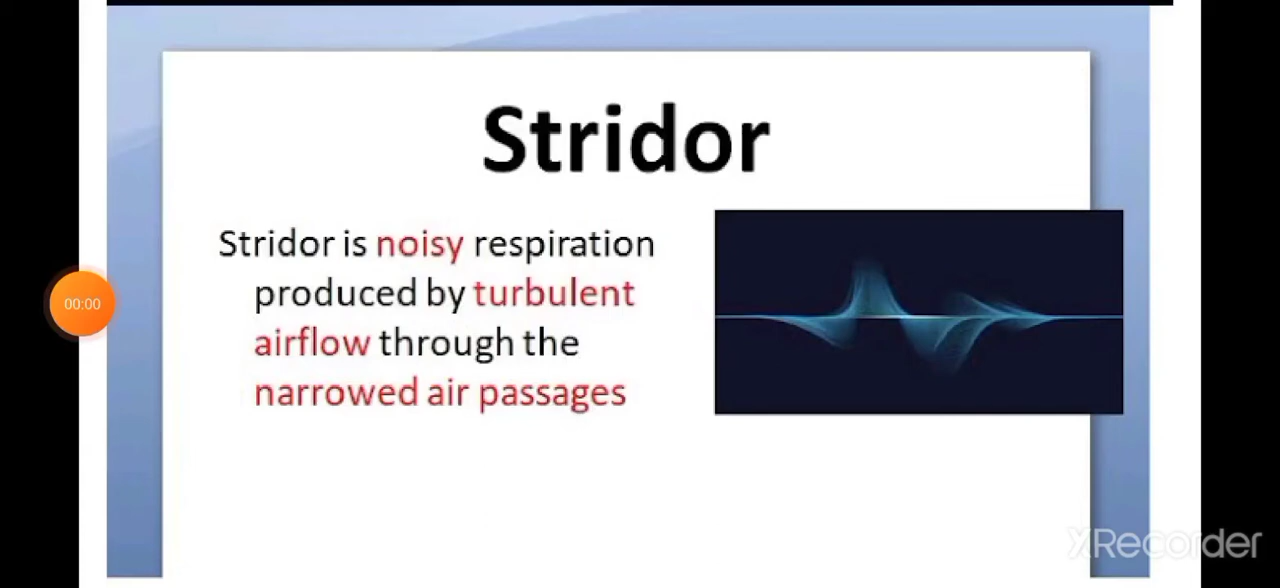 Stridor
Stridor is noisy respiration
produced by turbulent
airflow through the
narrowed air passages
00:00
XRecorder